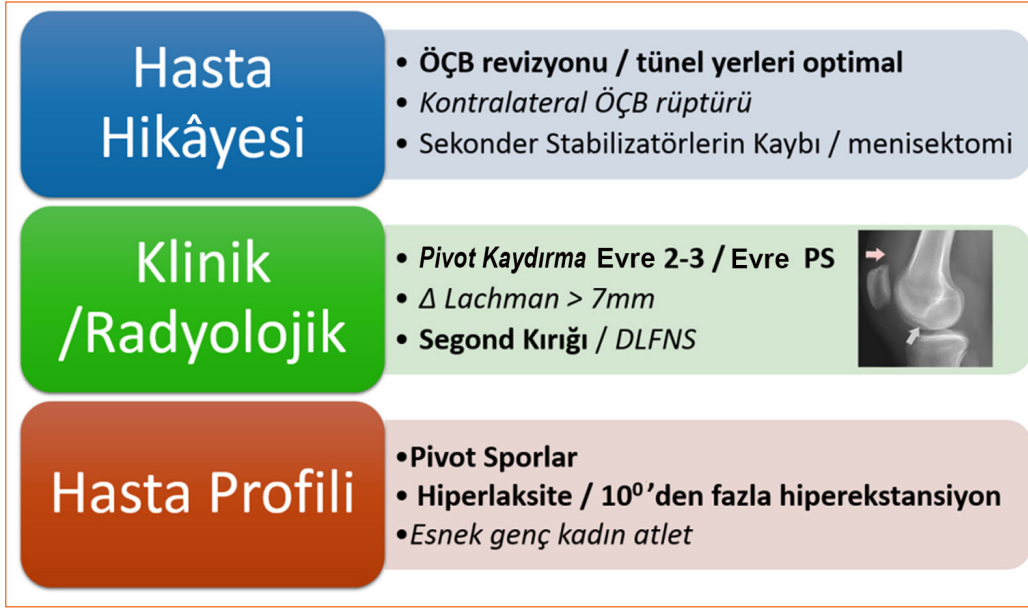 Hasta
Hikâyesi
• ÖÇB revizyonu / tünel yerleri optimal
• Kontralateral ÖÇB rüptürü
• Sekonder Stabilizatörlerin Kaybı / menisektomi
Klinik
/Radyolojik
• Pivot Kaydırma Evre 2-3 / Evre PS
• Δ Lachman > 7mm
• Segond Kırığı / DLFNS
Hasta Profili
•Pivot Sporlar
• Hiperlaksite / 10⁰’den fazla hiperekstansiyon
•Esnek genç kadın atlet